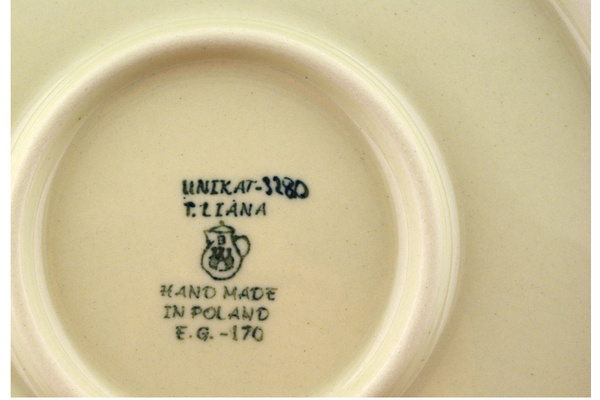 UNIKAT-3280
T.LIANA
HAND MADE
IN POLAND
E.G.-170